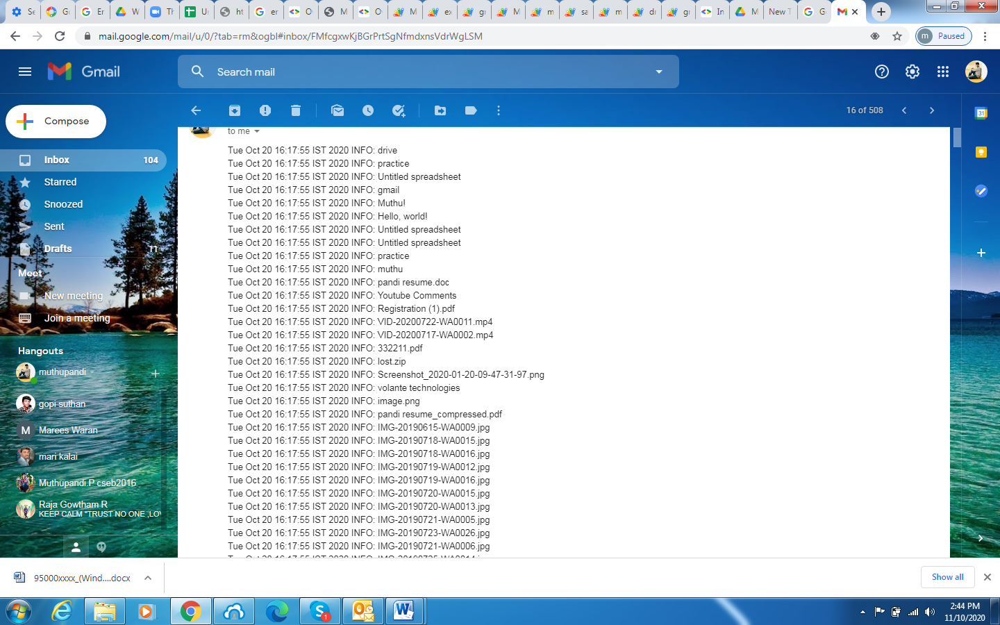 Se
G
Er
W
Th
Ur
ht
er
O
M
O
M
ex
gr
M
m
sa
m
di
gi
In
M
New T
G
M
mail.google.com/mail/u/0/?tab=rm&ogbl#inbox/FMfcgxwKjBGrPrtSgNfmdxnsVdrWgLSM
m Paused
Gmail
Search mail
Compose
16 of 508
31
Inbox 104
Starred
Snoozed
Sent
Drafts 11
Meet
New meeting
Join a meeting
Hangouts
muthupandi
gopi suthan
M Marees Waran
mari kalai
Muthupandi.P cseb2016
Raja Gowtham R
KEEP CALM "TRUST NO ONE ,LOV
to me
Tue Oct 20 16:17:55 IST 2020 INFO: drive
Tue Oct 20 16:17:55 IST 2020 INFO: practice
Tue Oct 20 16:17:55 IST 2020 INFO: Untitled spreadsheet
Tue Oct 20 16:17:55 IST 2020 INFO: gmail
Tue Oct 20 16:17:55 IST 2020 INFO: Muthu!
Tue Oct 20 16:17:55 IST 2020 INFO: Hello, world!
Tue Oct 20 16:17:55 IST 2020 INFO: Untitled spreadsheet
Tue Oct 20 16:17:55 IST 2020 INFO: Untitled spreadsheet
Tue Oct 20 16:17:55 IST 2020 INFO: practice
Tue Oct 20 16:17:55 IST 2020 INFO: muthu
Tue Oct 20 16:17:55 IST 2020 INFO: pandi resume.doc
Tue Oct 20 16:17:55 IST 2020 INFO: Youtube Comments
Tue Oct 20 16:17:55 IST 2020 INFO: Registration (1).pdf
Tue Oct 20 16:17:55 IST 2020 INFO: VID-20200722-WA0011.mp4
Tue Oct 20 16:17:55 IST 2020 INFO: VID-20200717-WA0002.mp4
Tue Oct 20 16:17:55 IST 2020 INFO: 332211.pdf
Tue Oct 20 16:17:55 IST 2020 INFO: lost.zip
Tue Oct 20 16:17:55 IST 2020 INFO: Screenshot_2020-01-20-09-47-31-97.png
Tue Oct 20 16:17:55 IST 2020 INFO: volante technologies
Tue Oct 20 16:17:55 IST 2020 INFO: image.png
Tue Oct 20 16:17:55 IST 2020 INFO: pandi resume_compressed.pdf
Tue Oct 20 16:17:55 IST 2020 INFO: IMG-20190615-WA0009.jpg
Tue Oct 20 16:17:55 IST 2020 INFO: IMG-20190718-WA0015.jpg
Tue Oct 20 16:17:55 IST 2020 INFO: IMG-20190718-WA0016.jpg
Tue Oct 20 16:17:55 IST 2020 INFO: IMG-20190719-WA0012.jpg
Tue Oct 20 16:17:55 IST 2020 INFO: IMG-20190719-WA0016.jpg
Tue Oct 20 16:17:55 IST 2020 INFO: IMG-20190720-WA0015.jpg
Tue Oct 20 16:17:55 IST 2020 INFO: IMG-20190720-WA0013.jpg
Tue Oct 20 16:17:55 IST 2020 INFO: IMG-20190721-WA0005.jpg
Tue Oct 20 16:17:55 IST 2020 INFO: IMG-20190723-WA0026.jpg
Tue Oct 20 16:17:55 IST 2020 INFO: IMG-20190721-WA0006.jpg
95000xxxx_(Wind....docx
Show all
1
2:44 PM
11/10/2020